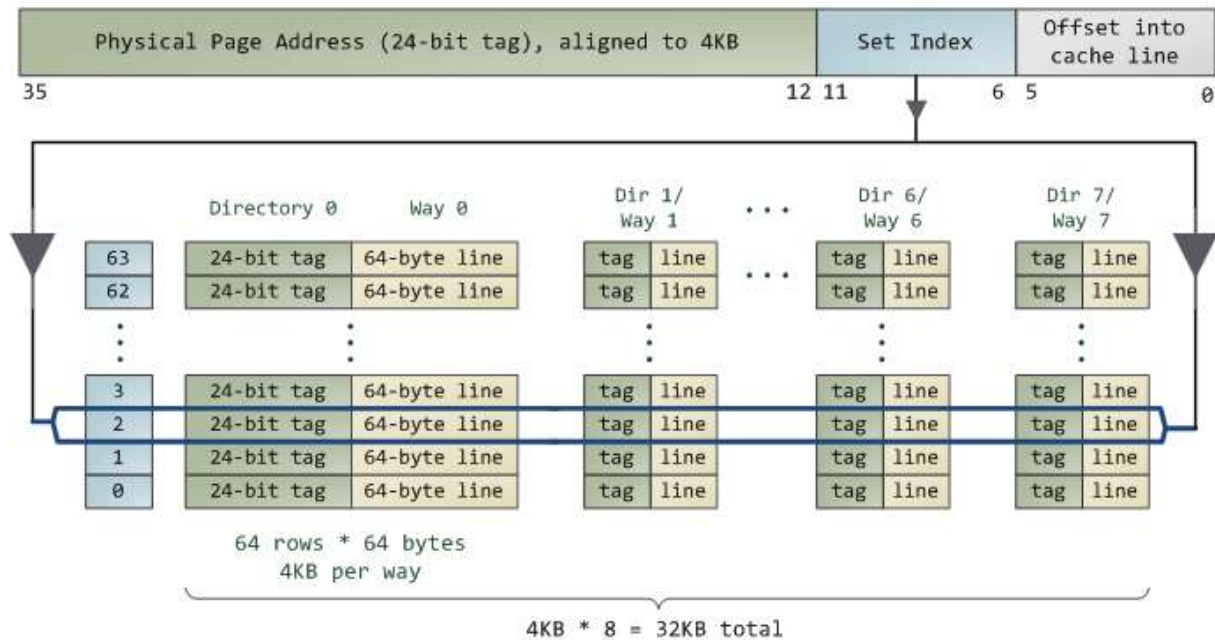 Physical Page Address (24-bit tag), aligned to 4KB
Set Index
Offset into
cache line
35
12
11
6
5
0
Directory 0
Way 0
Dir 1/
Way 1
...
Dir 6/
Way 6
Dir 7/
Way 7
63 24-bit tag 64-byte line tag line ... tag line tag line
62 24-bit tag 64-byte line tag line tag line tag line
3 24-bit tag 64-byte line tag line tag line tag line
2 24-bit tag 64-byte line tag line tag line tag line
1 24-bit tag 64-byte line tag line tag line tag line
0 24-bit tag 64-byte line tag line tag line tag line
64 rows * 64 bytes
4KB per way
4KB * 8 = 32KB total